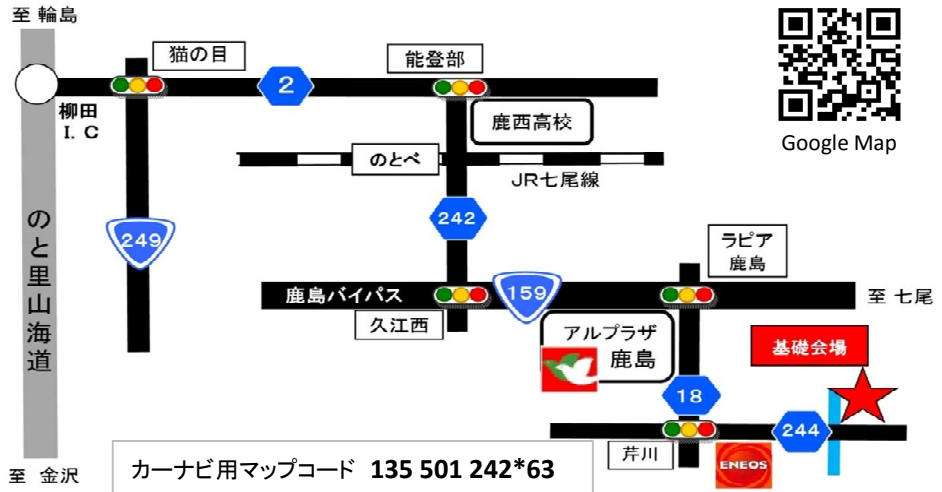 至 輪島
猫の目
能登部
2
柳田
I. C
鹿西高校
Google Map
のとべ
JR七尾線
のと里山海道
249
242
ラピア
鹿島
鹿島バイパス
159
至 七尾
久江西
アルプラザ
鹿島
基礎会場
18
244
芹川
ENEOS
至 金沢
カーナビ用マップコード 135 501 242*63